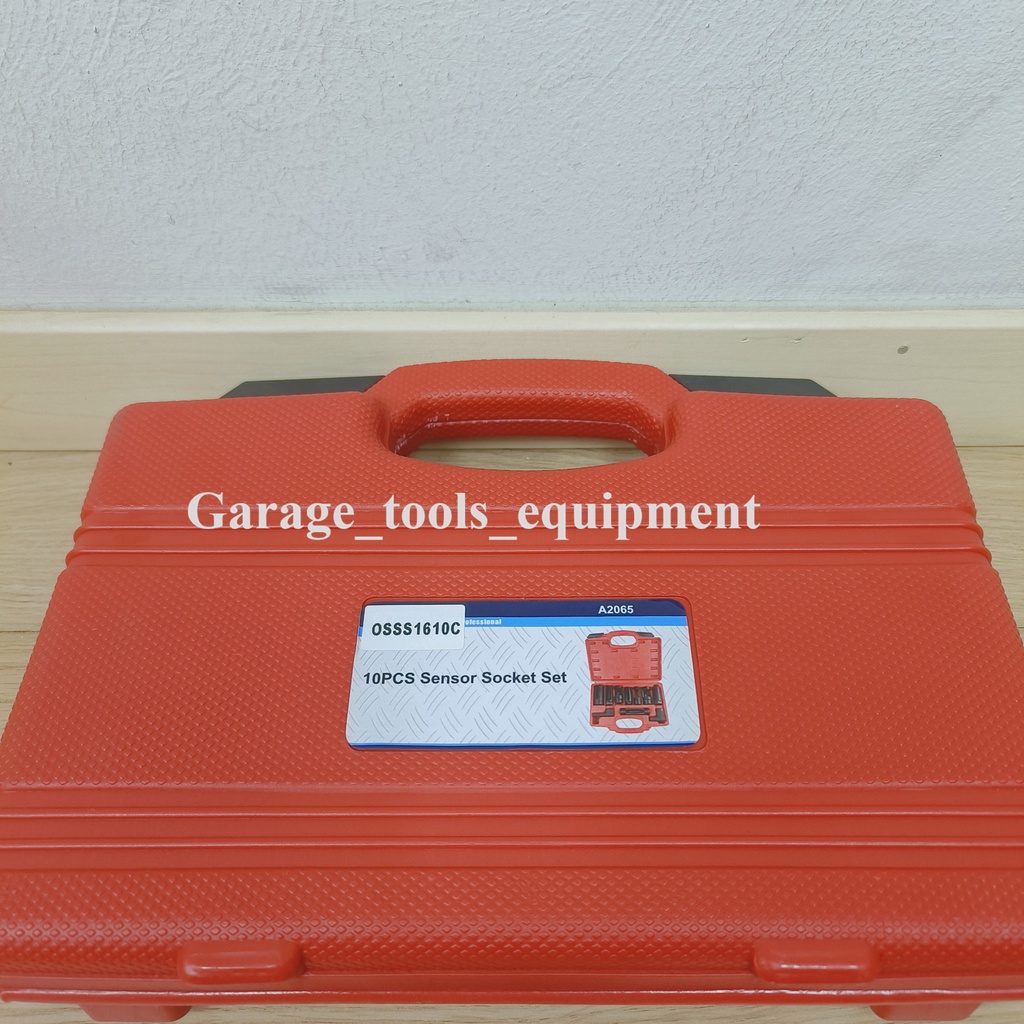 Garage_tools_equipment
A2065
OSSS1610C
10PCS Sensor Socket Set